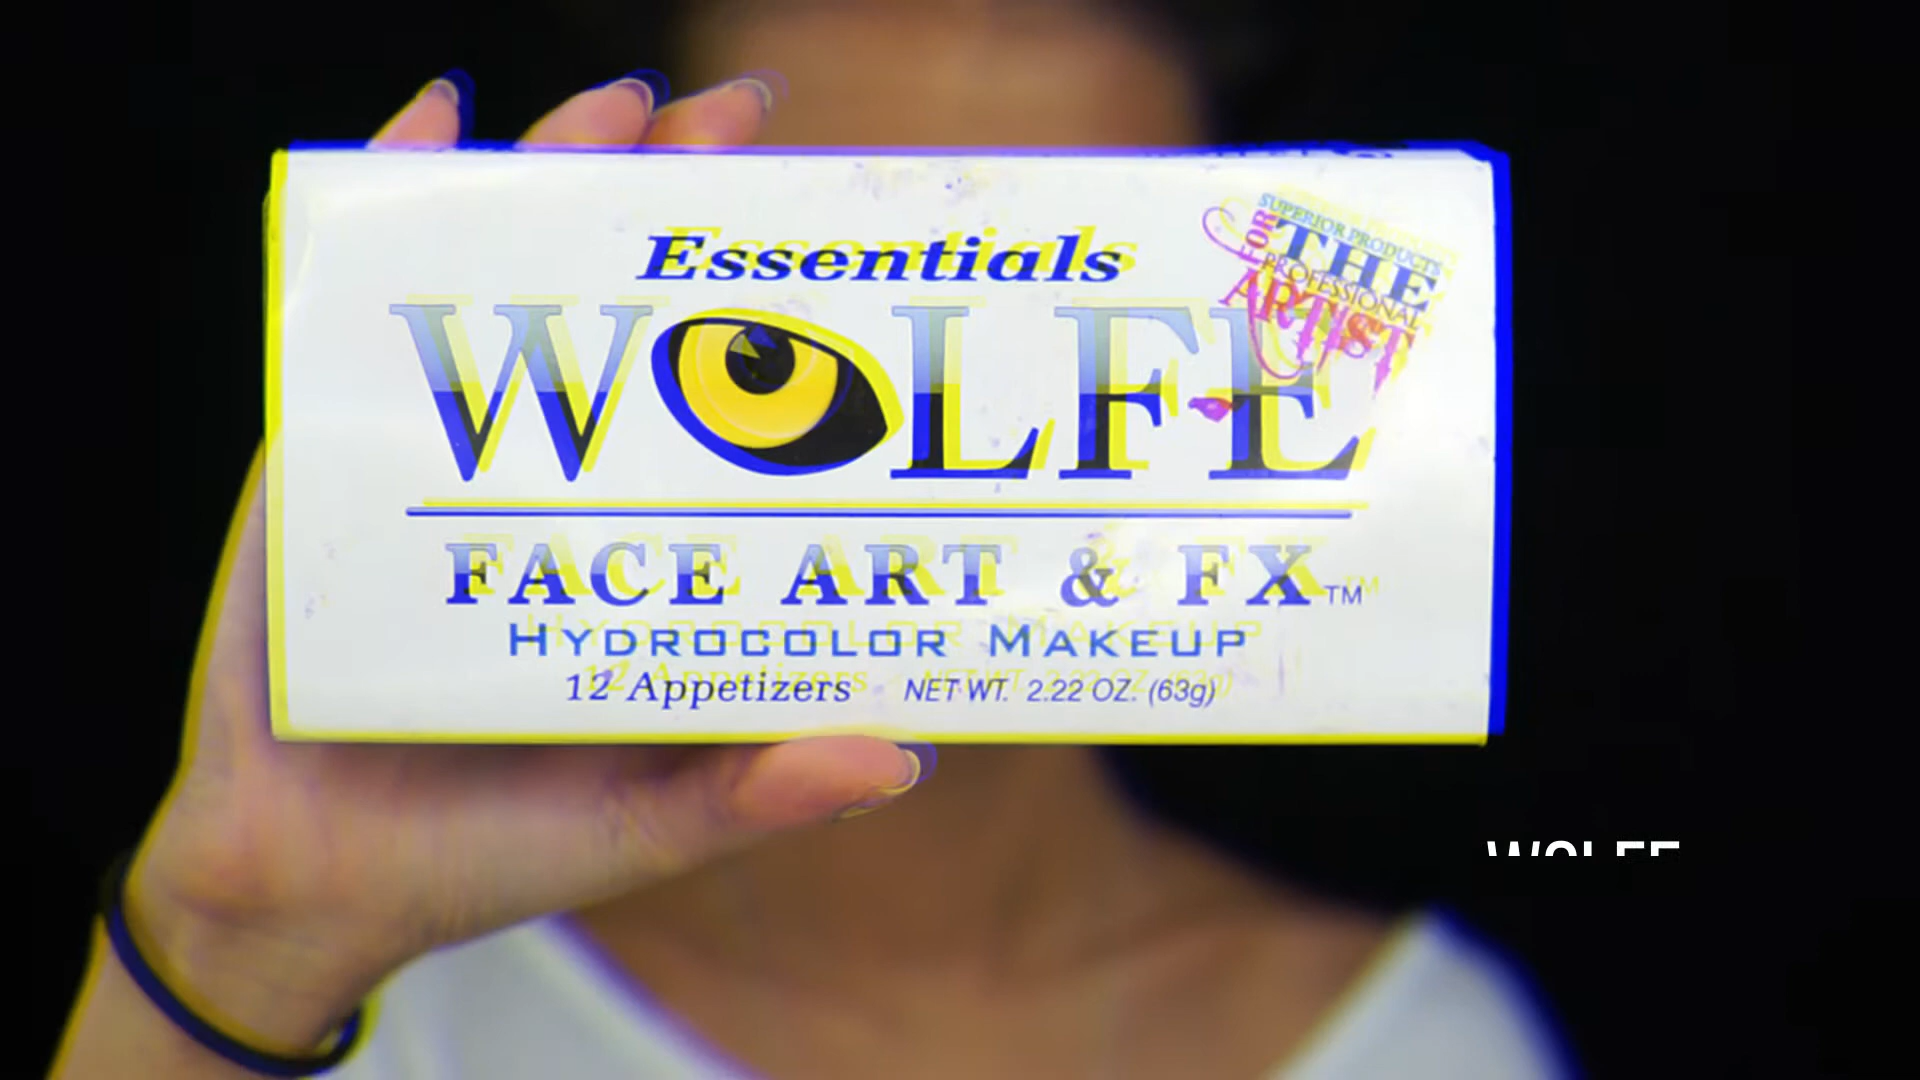 Essentials
WOLFE
FACE ART & FX™
HYDROCOLOR MAKEUP
12 Appetizers NET WT. 2.22 OZ. (63g)
SUPERIOR PRODUCTS
FOR THE
PROFESSIONAL
ARTIST
WOLFE